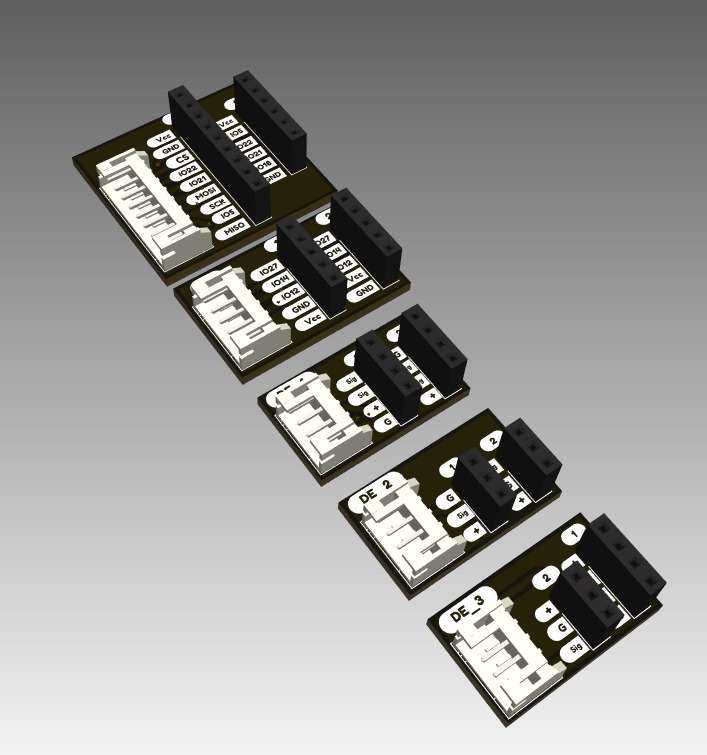 Vcc
GND
CS
IO22
IO21
MOSI
SCK
IO5
MISO
Vcc
IO5
IO22
IO21
IO18
GND
IO27
IO14
IO12
GND
Vcc
2
IO27
IO14
IO12
Vcc
GND
Sig
Sig
+
G
G
+
DE_2
1
G
Sig
+
2
+
DE_3
2
+
G
Sig
1